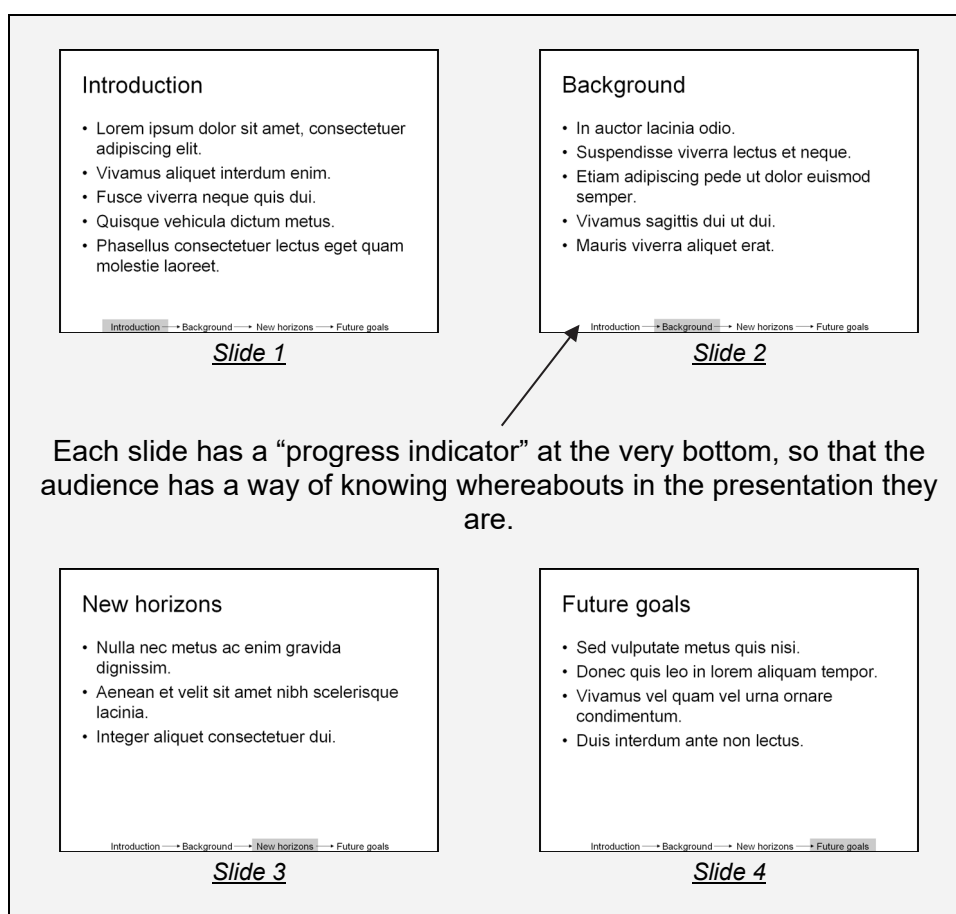 Introduction
• Lorem ipsum dolor sit amet, consectetuer
adipiscing elit.
• Vivamus aliquet interdum enim.
• Fusce viverra neque quis dui.
• Quisque vehicula dictum metus.
• Phasellus consectetuer lectus eget quam
molestie laoreet.
Introduction → Background → New horizons → Future goals
Slide 1
Background
• In auctor lacinia odio.
• Suspendisse viverra lectus et neque.
• Etiam adipiscing pede ut dolor euismod
semper.
• Vivamus sagittis dui ut dui.
• Mauris viverra aliquet erat.
Introduction → Background → New horizons → Future goals
Slide 2
Each slide has a “progress indicator” at the very bottom, so that the
audience has a way of knowing whereabouts in the presentation they
are.
New horizons
• Nulla nec metus ac enim gravida
dignissim.
• Aenean et velit sit amet nibh scelerisque
lacinia.
• Integer aliquet consectetuer dui.
Introduction → Background → New horizons → Future goals
Slide 3
Future goals
• Sed vulputate metus quis nisi.
• Donec quis leo in lorem aliquam tempor.
• Vivamus vel quam vel urna ornare
condimentum.
• Duis interdum ante non lectus.
Introduction → Background → New horizons → Future goals
Slide 4